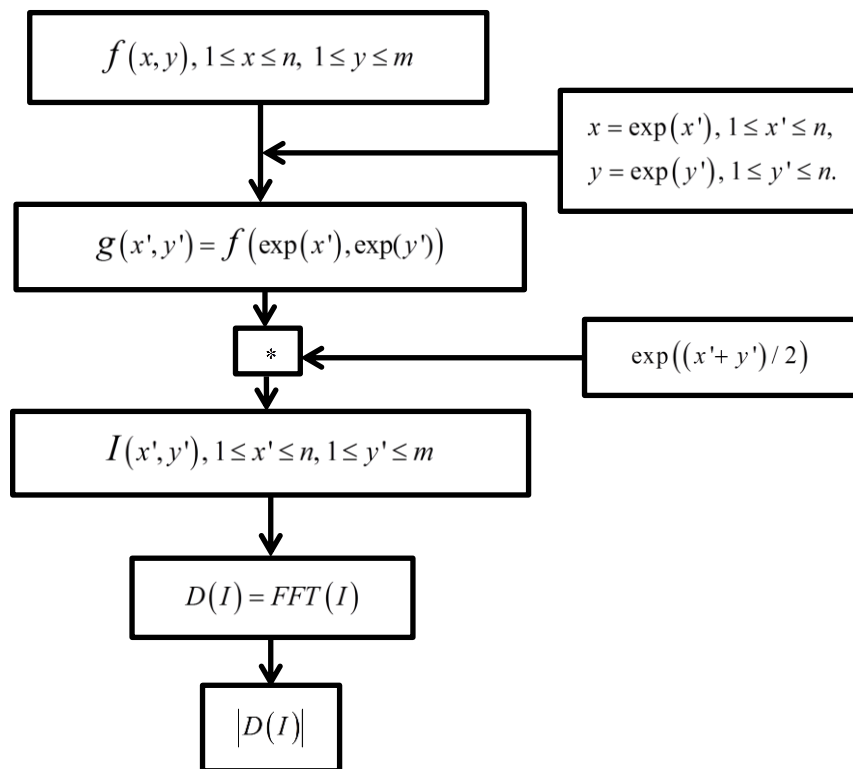 f(x,y), 1≤x≤n, 1≤y≤m
x = exp(x'), 1≤x'≤n,
y = exp(y'), 1≤y'≤n.
g(x',y') = f(exp(x'),exp(y'))
*
exp((x'+y')/2)
I(x',y'), 1≤x'≤n, 1≤y'≤m
D(I) = FFT(I)
|D(I)|